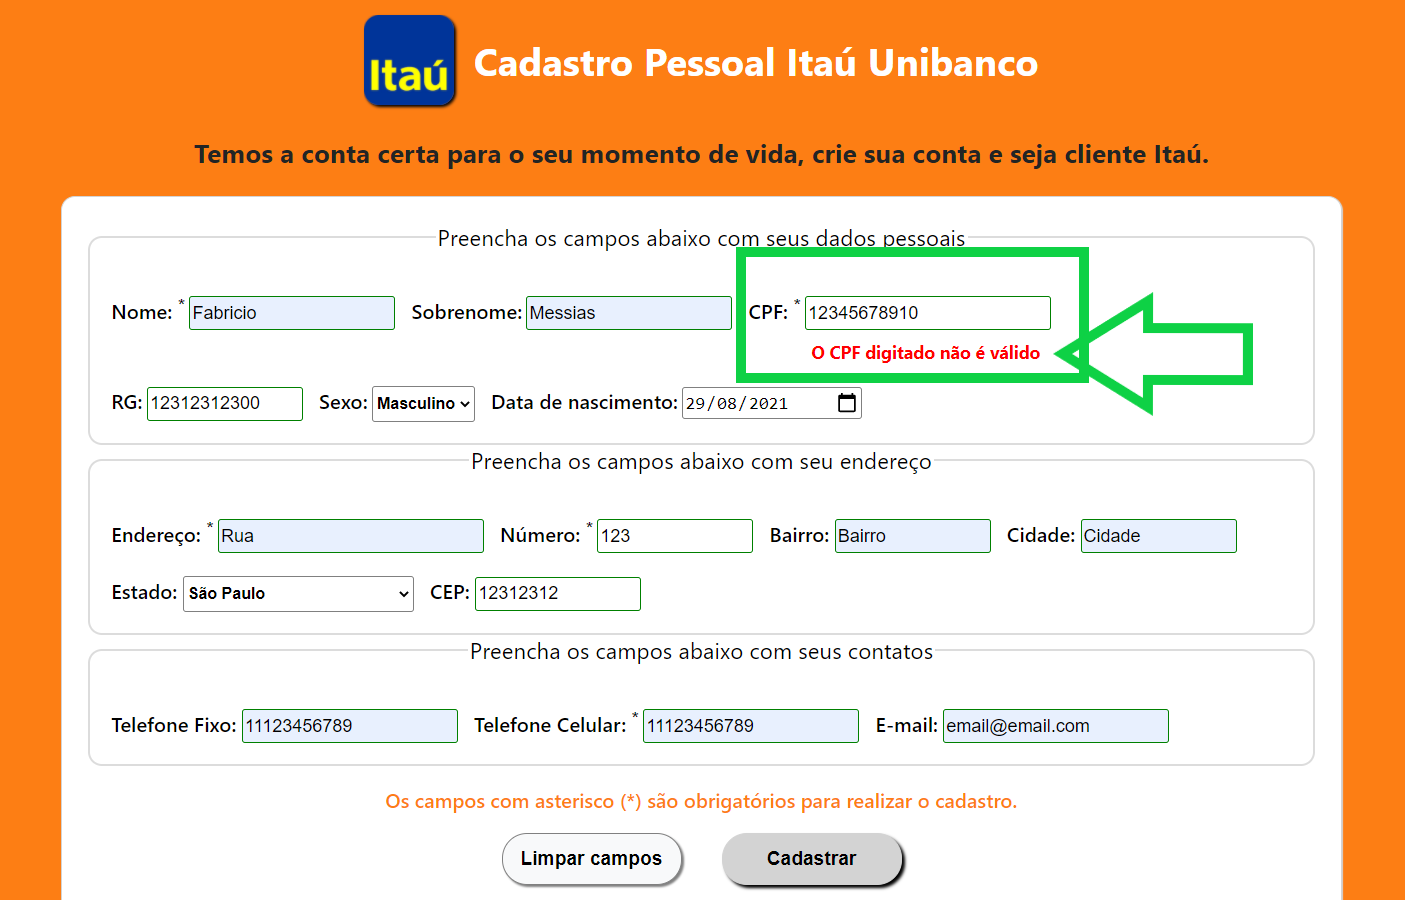 Itaú Cadastro Pessoal Itaú Unibanco
Temos a conta certa para o seu momento de vida, crie sua conta e seja cliente Itaú.
Preencha os campos abaixo com seus dados pessoais
Nome: * Fabricio Sobrenome: Messias CPF: * 12345678910
O CPF digitado não é válido
RG: 12312312300 Sexo: Masculino Data de nascimento: 29/08/2021
Preencha os campos abaixo com seu endereço
Endereço: * Rua Número: * 123 Bairro: Bairro Cidade: Cidade
Estado: São Paulo CEP: 12312312
Preencha os campos abaixo com seus contatos
Telefone Fixo: 11123456789 Telefone Celular: * 11123456789 E-mail: email@email.com
Os campos com asterisco (*) são obrigatórios para realizar o cadastro.
Limpar campos Cadastrar